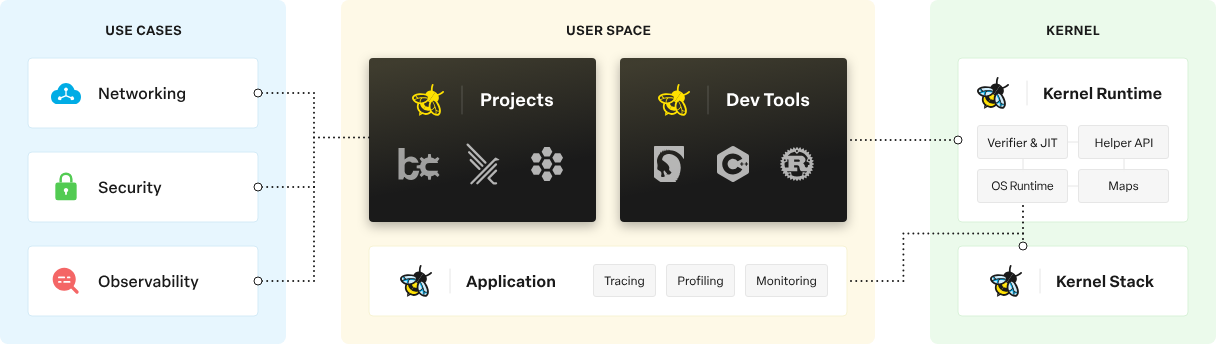 USE CASES
Networking
Security
Observability
USER SPACE
Projects
bcc
Dev Tools
C++
R
Application
Tracing
Profiling
Monitoring
KERNEL
Kernel Runtime
Verifier & JIT
Helper API
OS Runtime
Maps
Kernel Stack